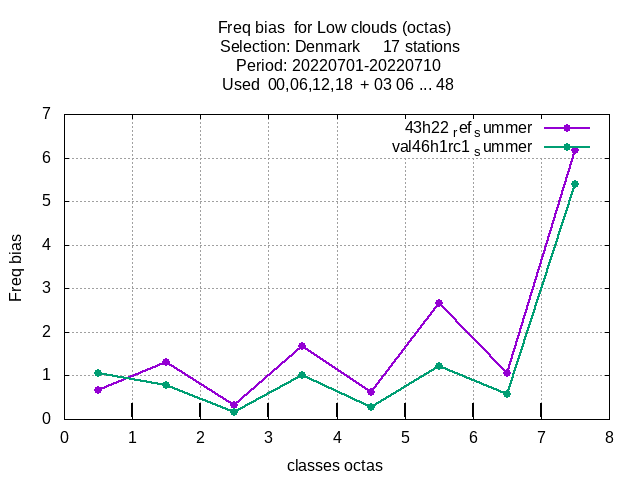 Freq bias  for Low clouds (octas)
Selection: Denmark     17 stations
Period: 20220701-20220710
Used  00,06,12,18  + 03 06 ... 48
43h22 ref summer
val46h1rc1 summer
7
6
5
4
3
2
1
0
Freq bias
0 1 2 3 4 5 6 7 8
classes octas